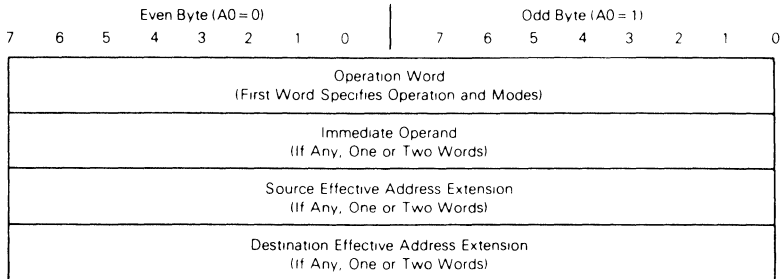 Even Byte (A0 = 0) Odd Byte (A0 = 1)
7 6 5 4 3 2 1 0 7 6 5 4 3 2 1 0
Operation Word
(First Word Specifies Operation and Modes)
Immediate Operand
(If Any, One or Two Words)
Source Effective Address Extension
(If Any, One or Two Words)
Destination Effective Address Extension
(If Any, One or Two Words)